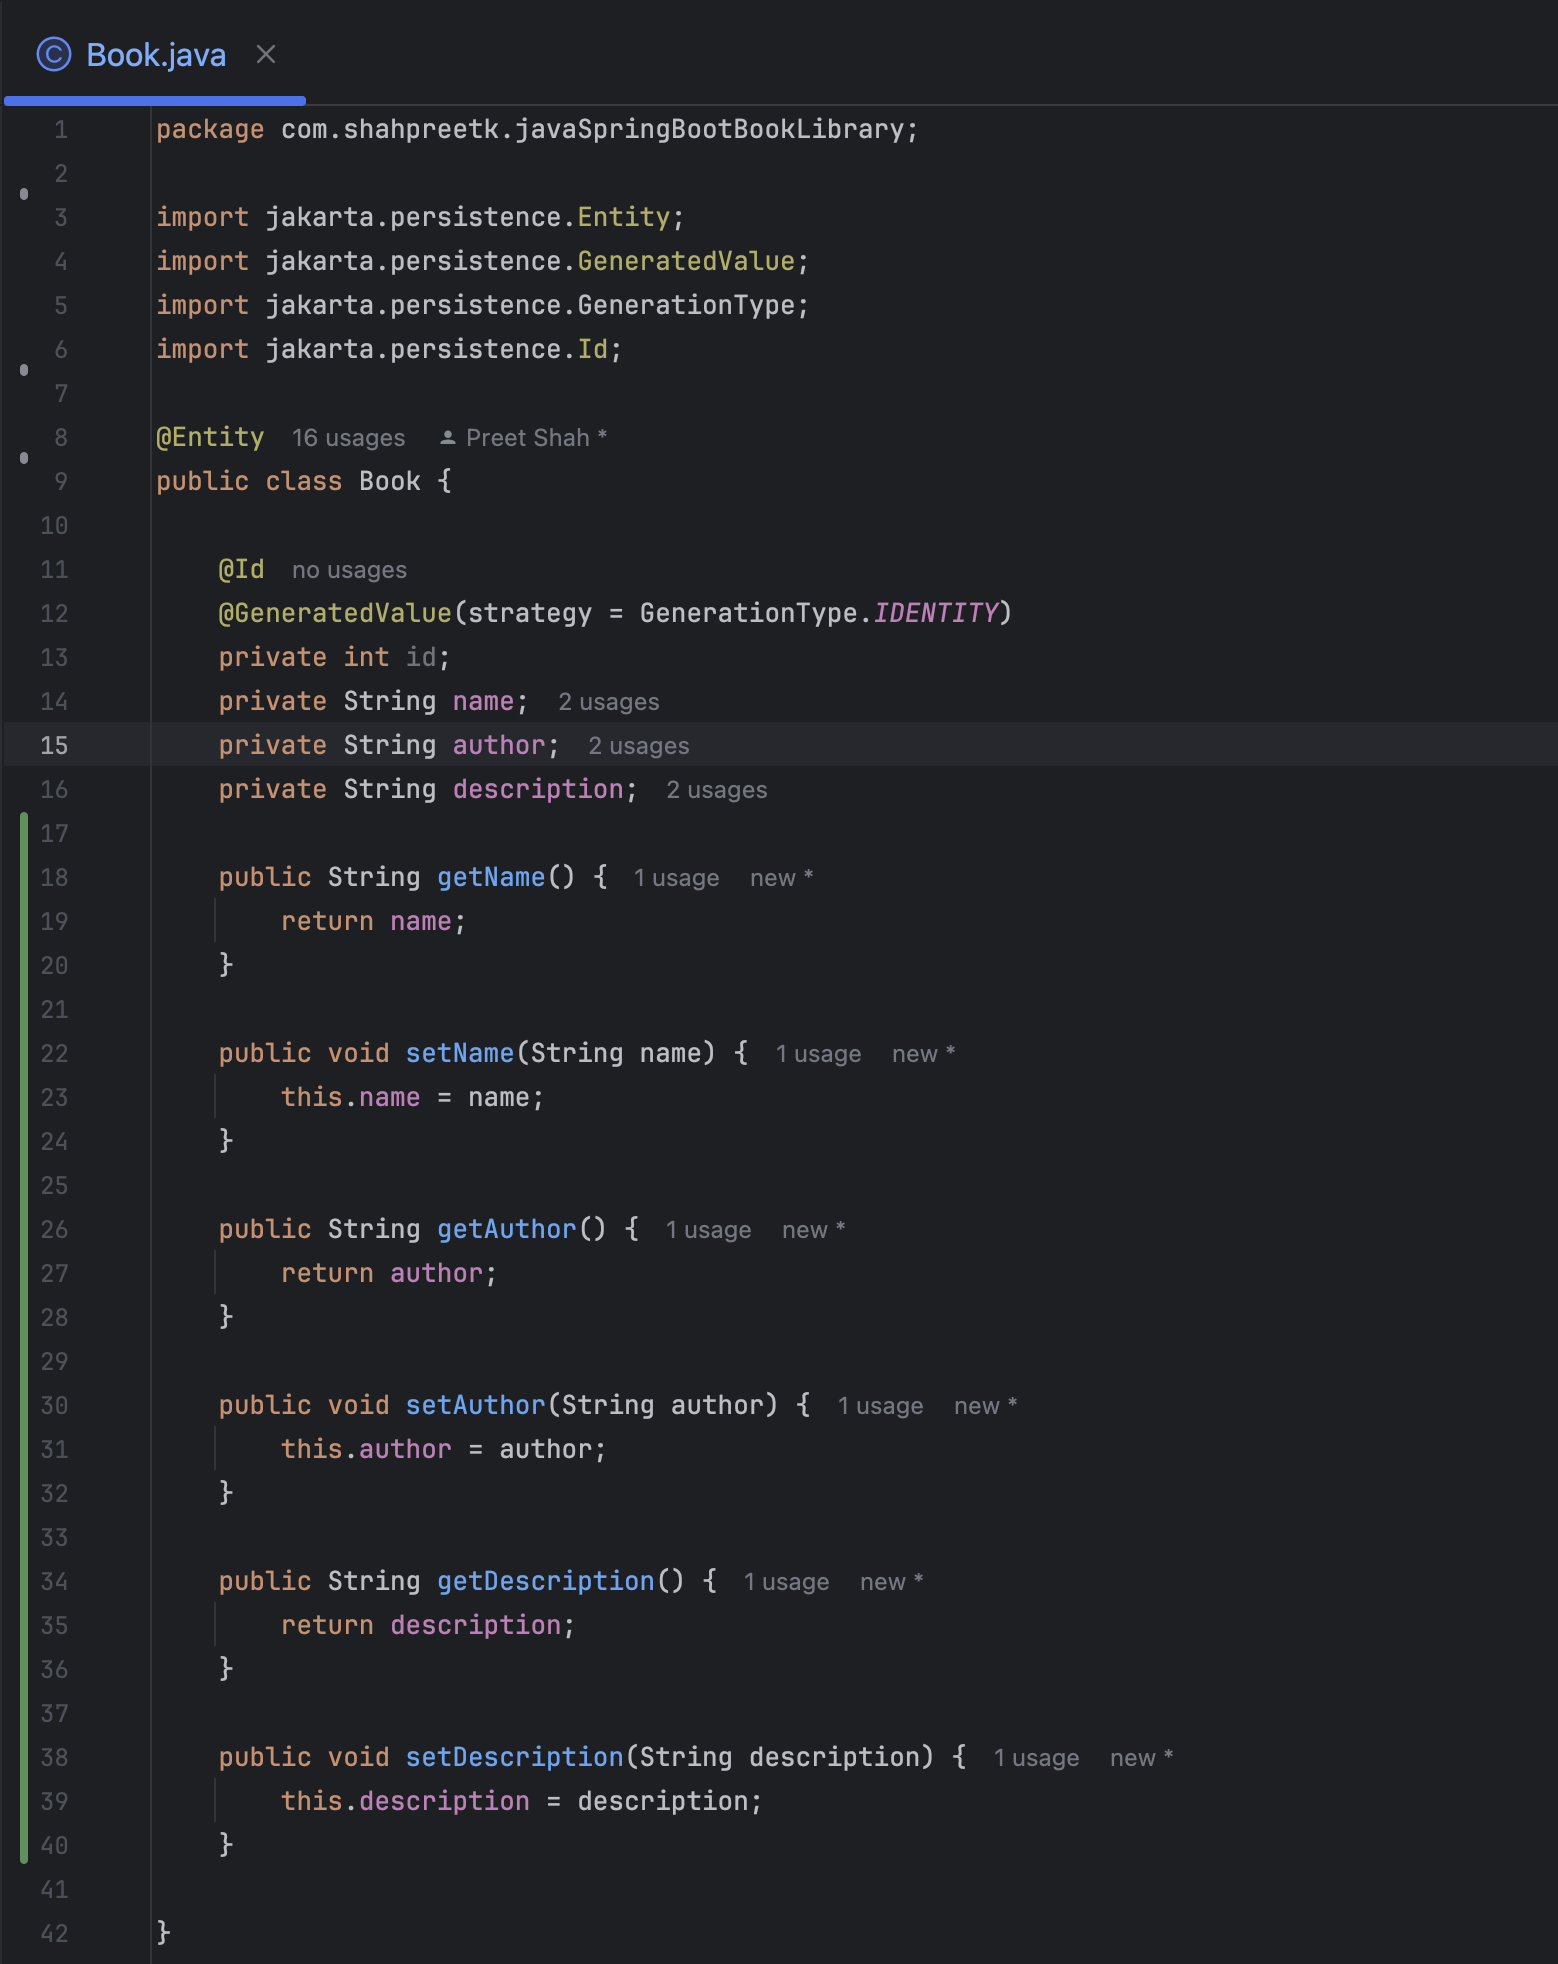 Book.java
1 package com.shahpreetk.javaSpringBootBookLibrary;
2
3 import jakarta.persistence.Entity;
4 import jakarta.persistence.GeneratedValue;
5 import jakarta.persistence.GenerationType;
6 import jakarta.persistence.Id;
7
8 @Entity 16 usages Preet Shah *
9 public class Book {
10
11 @Id no usages
12 @GeneratedValue(strategy = GenerationType.IDENTITY)
13 private int id;
14 private String name; 2 usages
15 private String author; 2 usages
16 private String description; 2 usages
17
18 public String getName() { 1 usage new *
19 return name;
20 }
21
22 public void setName(String name) { 1 usage new *
23 this.name = name;
24 }
25
26 public String getAuthor() { 1 usage new *
27 return author;
28 }
29
30 public void setAuthor(String author) { 1 usage new *
31 this.author = author;
32 }
33
34 public String getDescription() { 1 usage new *
35 return description;
36 }
37
38 public void setDescription(String description) { 1 usage new *
39 this.description = description;
40 }
41
42 }